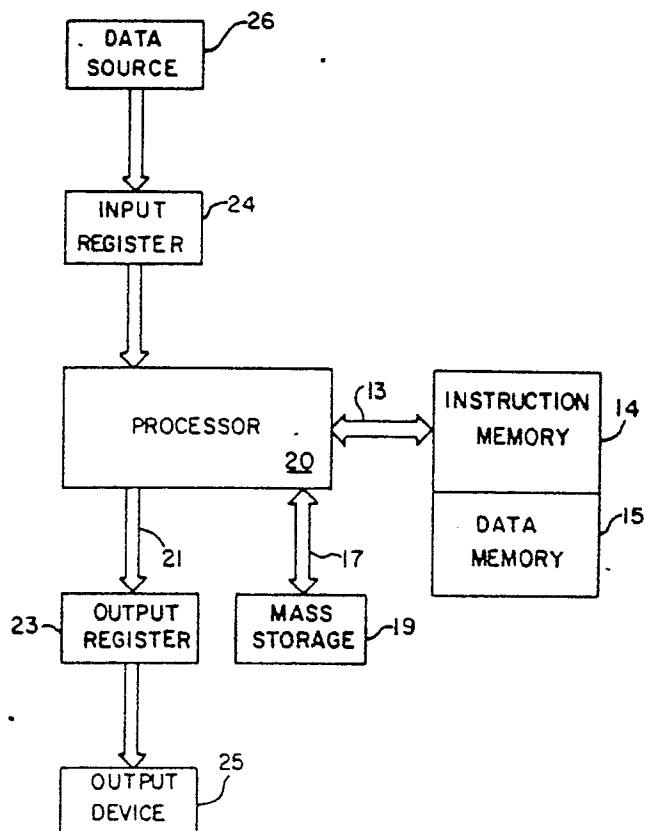 DATA
SOURCE
26
INPUT
REGISTER
24
PROCESSOR
20
13
INSTRUCTION
MEMORY
14
DATA
MEMORY
15
21
17
OUTPUT
REGISTER
23
MASS
STORAGE
19
OUTPUT
DEVICE
25